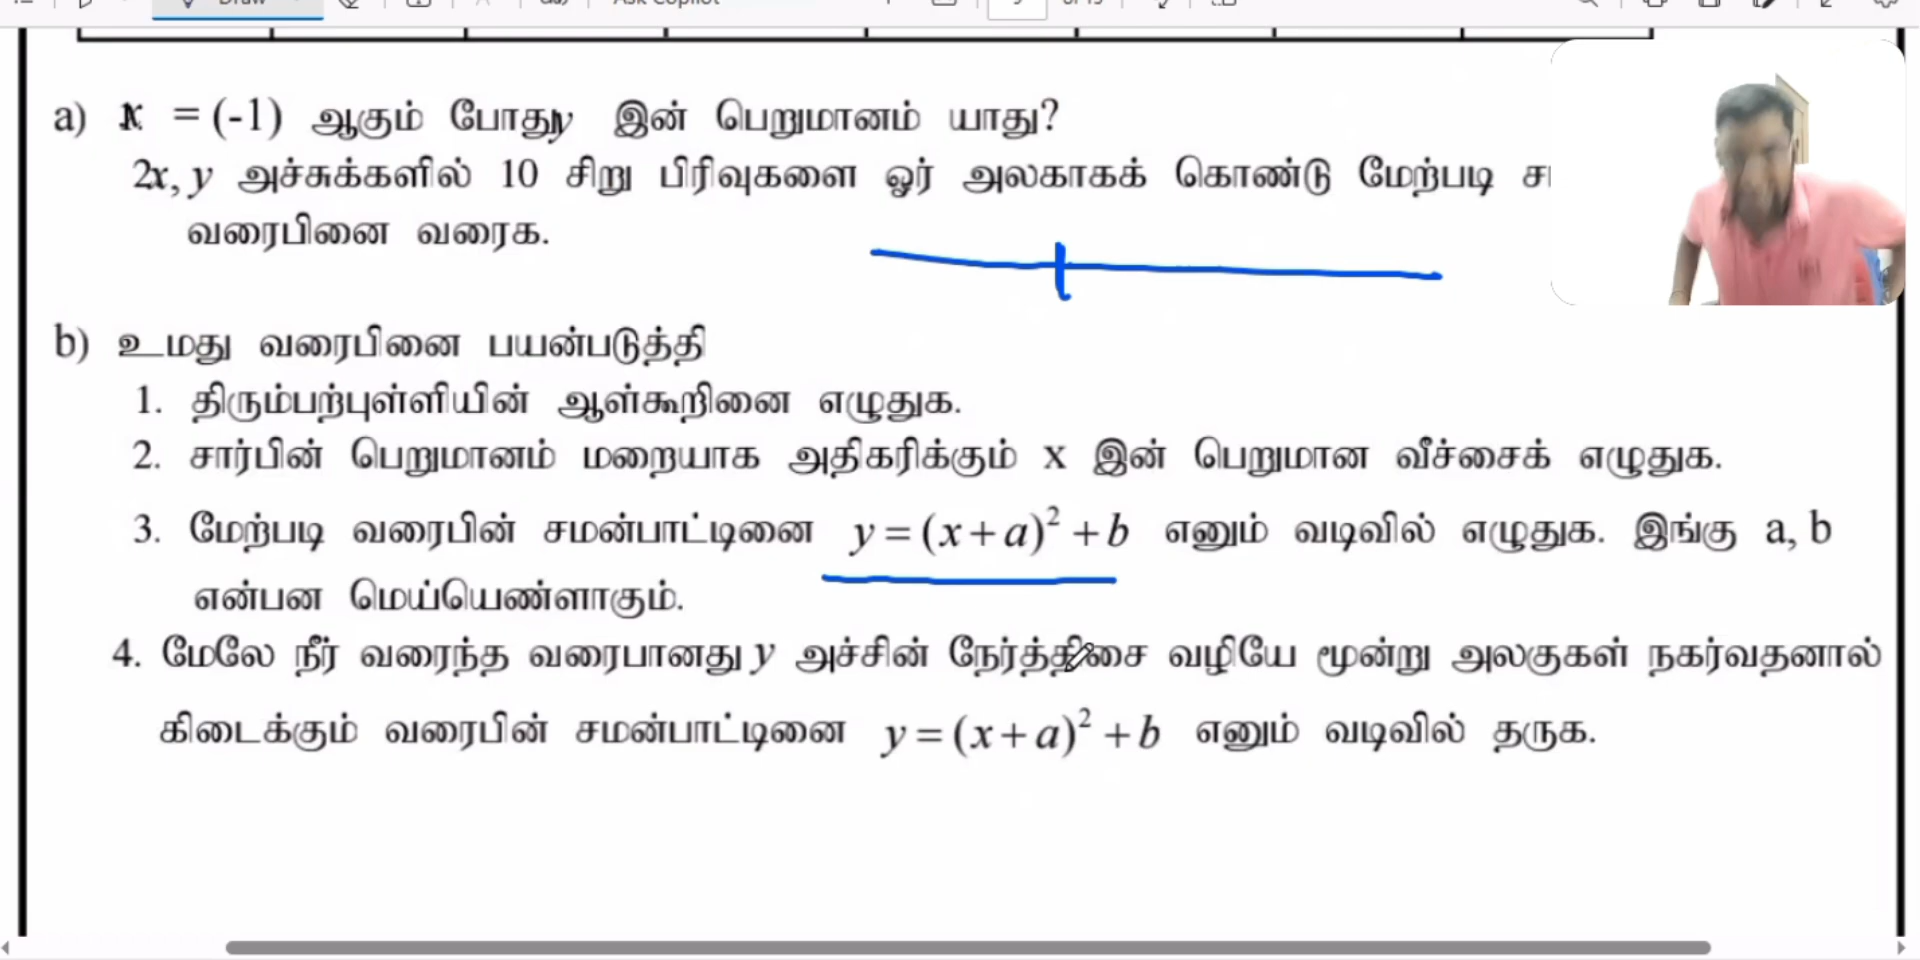 a) 1. x = (-1) ஆகும் போது y இன் பெறுமானம் யாது?
2. x, y அச்சுக்களில் 10 சிறு பிரிவுகளை ஓர் அலகாகக் கொண்டு மேற்படி
வரைபினை வரைக.
b) உமது வரைபினை பயன்படுத்தி
1. திரும்பற்புள்ளியின் ஆள்கூறினை எழுதுக.
2. சார்பின் பெறுமானம் மறையாக அதிகரிக்கும் x இன் பெறுமான வீச்சைக் எழுதுக.
3. மேற்படி வரைபின் சமன்பாட்டினை y = (x + a)² + b எனும் வடிவில் எழுதுக. இங்கு a, b
என்பன மெய்யெண்ளாகும்.
4. மேலே நீர் வரைந்த வரைபானது y அச்சின் நேர்த்திசை வழியே மூன்று அலகுகள் நகர்வதனால்
கிடைக்கும் வரைபின் சமன்பாட்டினை y = (x + a)² + b எனும் வடிவில் தருக.